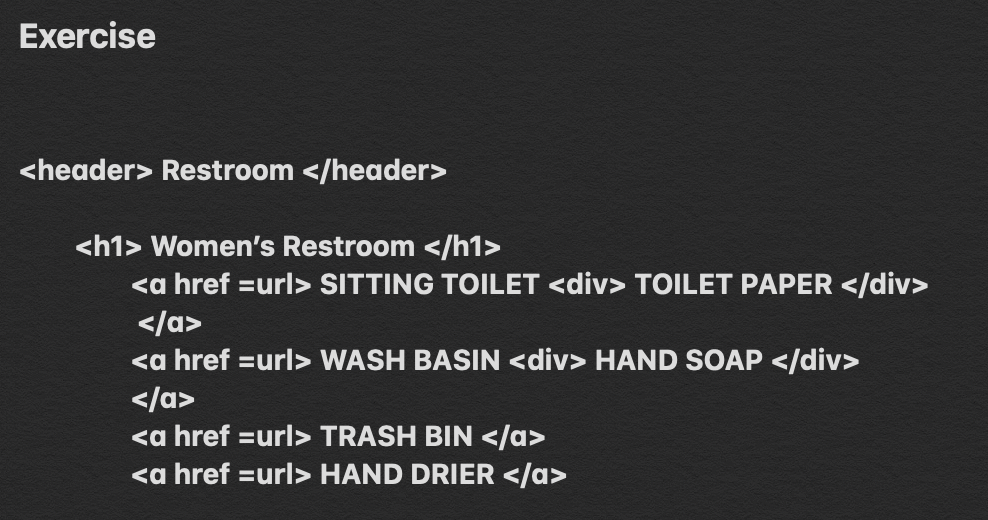 Exercise
<header> Restroom </header>
<h1> Women’s Restroom </h1>
<a href =url> SITTING TOILET <div> TOILET PAPER </div>
</a>
<a href =url> WASH BASIN <div> HAND SOAP </div>
</a>
<a href =url> TRASH BIN </a>
<a href =url> HAND DRIER </a>